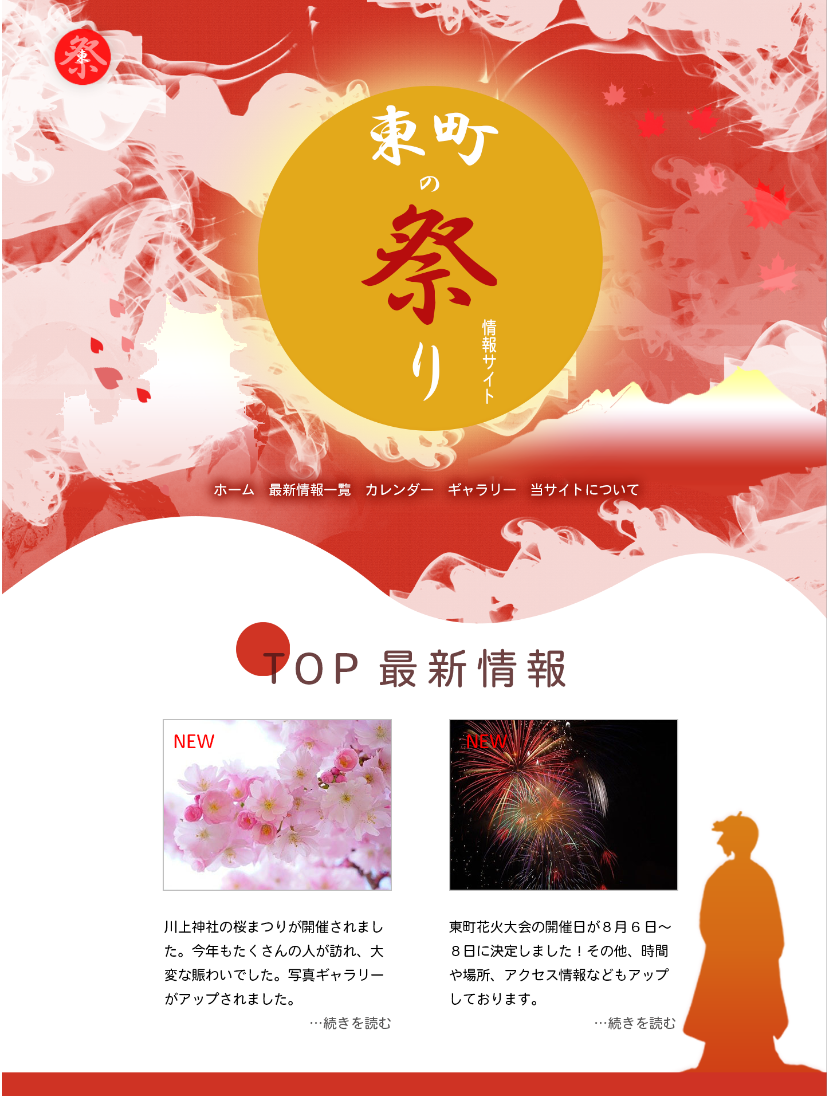 祭
東
東町
の
祭
り
情報サイト
ホーム 最新情報一覧 カレンダー ギャラリー 当サイトについて
TOP 最新情報
NEW
川上神社の桜まつりが開催されまし
た。今年もたくさんの人が訪れ、大
変な賑わいでした。写真ギャラリー
がアップされました。
…続きを読む
NEW
東町花火大会の開催日が８月６日〜
８日に決定しました！その他、時間
や場所、アクセス情報などもアップ
しております。
…続きを読む